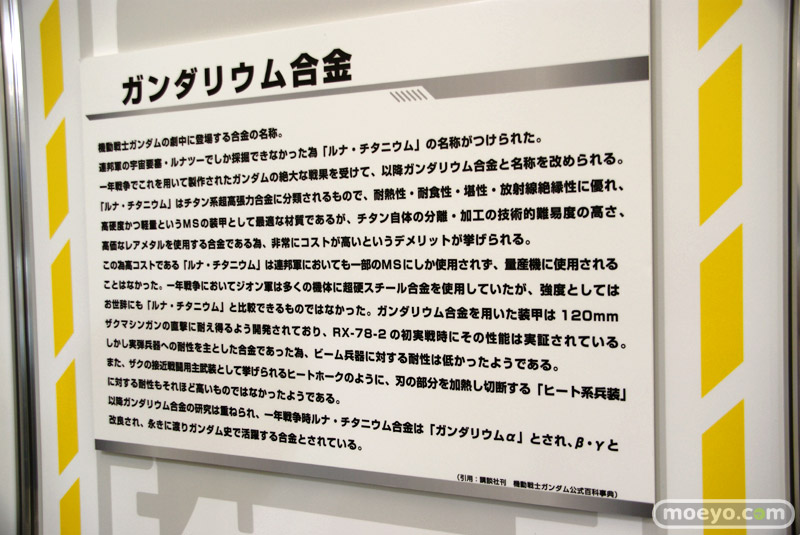 ガンダリウム合金
機動戦士ガンダムの劇中に登場する合金の名称。
連邦軍の宇宙要塞・ルナツーでしか採掘できなかった為「ルナ・チタニウム」の名称がつけられた。
一年戦争でこれを用いて製作されたガンダムの絶大な戦果を受けて、以降ガンダリウム合金と名称を改められる。
「ルナ・チタニウム」はチタン系超高張力合金に分類されるもので、耐熱性・耐食性・堪性・放射線絶縁性に優れ、
高硬度かつ軽量というMSの装甲として最適な材質であるが、チタン自体の分離・加工の技術的難易度の高さ、
高価なレアメタルを使用する合金である為、非常にコストが高いというデメリットが挙げられる。
この為高コストである「ルナ・チタニウム」は連邦軍においても一部のMSにしか使用されず、量産機に使用される
ことはなかった。一年戦争においてジオン軍は多くの機体に超硬スチール合金を使用していたが、強度としては
お世辞にも「ルナ・チタニウム」と比較できるものではなかった。ガンダリウム合金を用いた装甲は120mm
ザクマシンガンの直撃に耐え得るよう開発されており、RX-78-2の初実戦時にその性能は実証されている。
しかし実弾兵器への耐性を主とした合金であった為、ビーム兵器に対する耐性は低かったようである。
また、ザクの接近戦闘用主武装として挙げられるヒートホークのように、刃の部分を加熱し切断する「ヒート系兵装」
に対する耐性もそれほど高いものではなかったようである。
以降ガンダリウム合金の研究は重ねられ、一年戦争時ルナ・チタニウム合金は「ガンダリウムα」とされ、β・γと
改良され、永きに渡りガンダム史で活躍する合金とされている。
(引用:講談社刊 機動戦士ガンダム公式百科事典)
moeyo.com